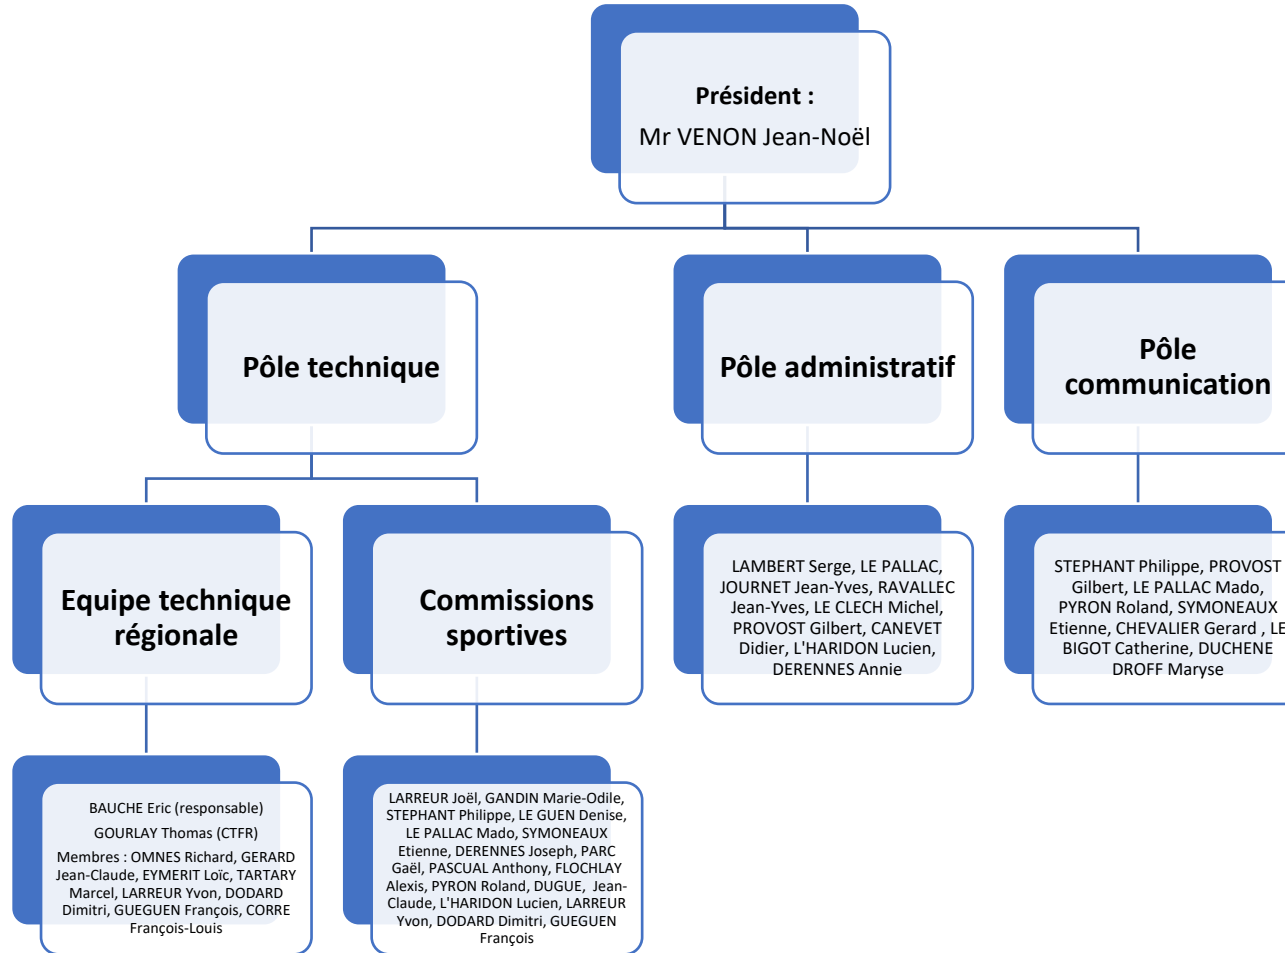 Président :
Mr VENON Jean-Noël
Pôle technique
Pôle administratif
Pôle
communication
Equipe technique
régionale
Commissions
sportives
LAMBERT Serge, LE PALLAC,
JOURNET Jean-Yves, RAVALLEC
Jean-Yves, LE CLECH Michel,
PROVOST Gilbert, CANEVET
Didier, L'HARIDON Lucien,
DERENNES Annie
STEPHANT Philippe, PROVOST
Gilbert, LE PALLAC Mado,
PYRON Roland, SYMONEAUX
Etienne, CHEVALIER Gerard , LE
BIGOT Catherine, DUCHENE
DROFF Maryse
BAUCHE Eric (responsable)
GOURLAY Thomas (CTFR)
Membres : OMNES Richard, GERARD
Jean-Claude, EYMERIT Loïc, TARTARY
Marcel, LARREUR Yvon, DODARD
Dimitri, GUEGUEN François, CORRE
François-Louis
LARREUR Joël, GANDIN Marie-Odile,
STEPHANT Philippe, LE GUEN Denise,
LE PALLAC Mado, SYMONEAUX
Etienne, DERENNES Joseph, PARC
Gaël, PASCUAL Anthony, FLOCHLAY
Alexis, PYRON Roland, DUGUE, Jean-
Claude, L'HARIDON Lucien, LARREUR
Yvon, DODARD Dimitri, GUEGUEN
François